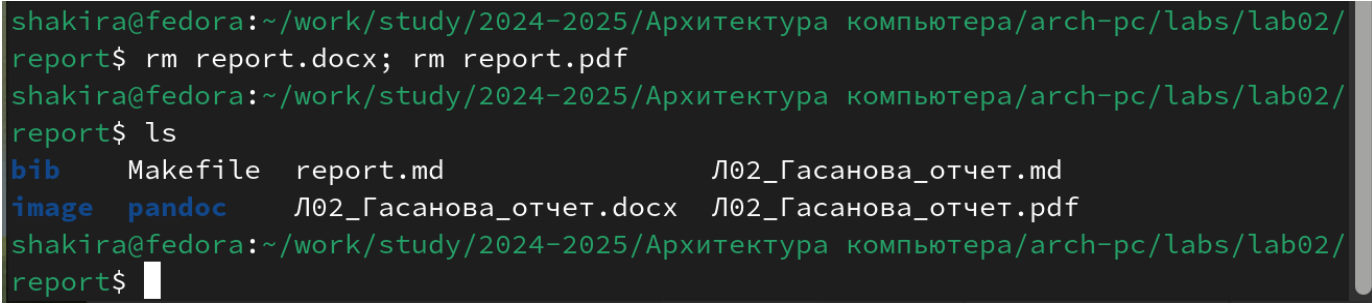 shakira@fedora:~/work/study/2024-2025/Архитектура компьютера/arch-pc/labs/lab02/
report$ rm report.docx; rm report.pdf
shakira@fedora:~/work/study/2024-2025/Архитектура компьютера/arch-pc/labs/lab02/
report$ ls
bib    Makefile  report.md                Л02_Гасанова_отчет.md
image  pandoc    Л02_Гасанова_отчет.docx  Л02_Гасанова_отчет.pdf
shakira@fedora:~/work/study/2024-2025/Архитектура компьютера/arch-pc/labs/lab02/
report$